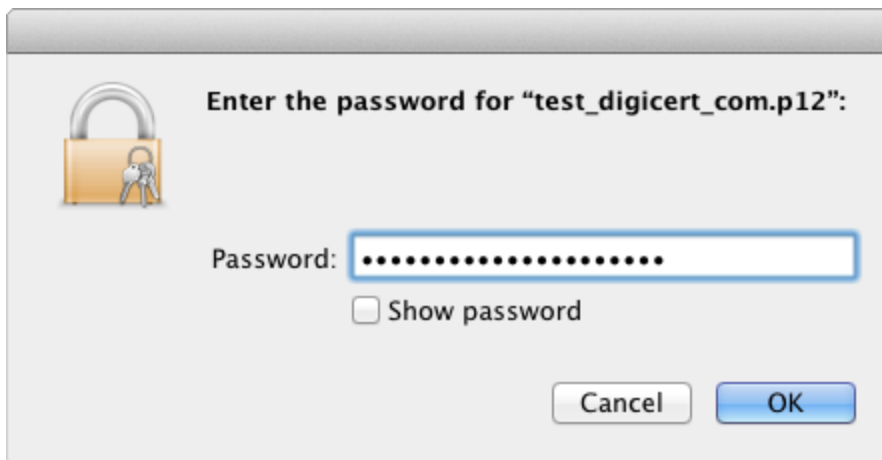 Enter the password for “test_digicert_com.p12”:
Password: •••••••••••••••••••••
Show password
Cancel OK